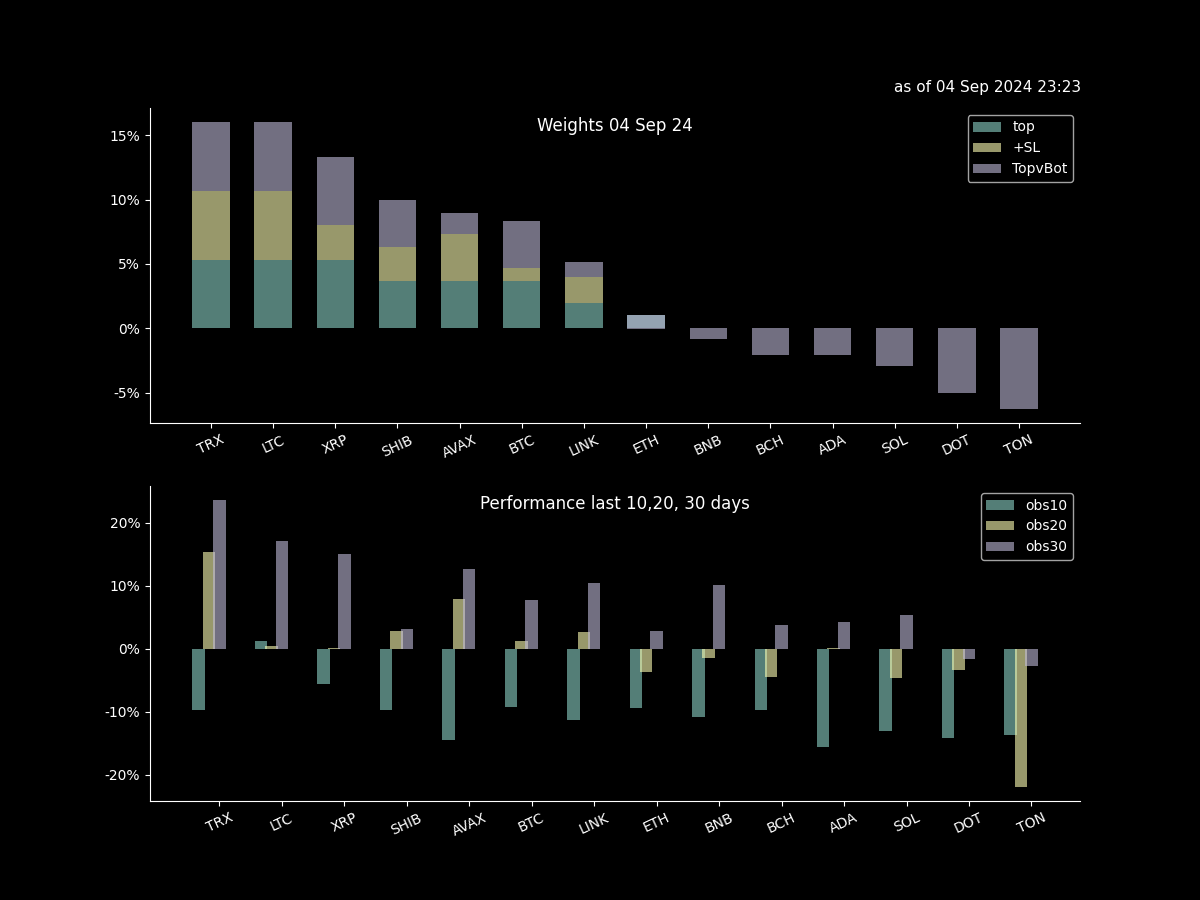 as of 04 Sep 2024 23:23
Weights 04 Sep 24
top
+SL
TopvBot
15%
10%
5%
0%
-5%
TRX LTC XRP SHIB AVAX BTC LINK ETH BNB BCH ADA SOL DOT TON
Performance last 10,20, 30 days
obs10
obs20
obs30
20%
10%
0%
-10%
-20%
TRX LTC XRP SHIB AVAX BTC LINK ETH BNB BCH ADA SOL DOT TON